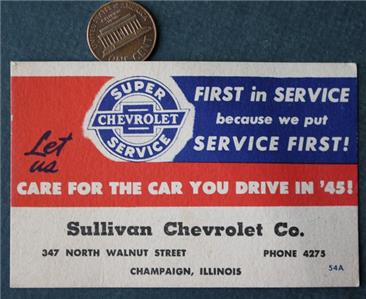 SUPER
CHEVROLET
SERVICE
FIRST in SERVICE
because we put
SERVICE FIRST!
Let
us
CARE FOR THE CAR YOU DRIVE IN '45!
Sullivan Chevrolet Co.
347 NORTH WALNUT STREET PHONE 4275
CHAMPAIGN, ILLINOIS
54A